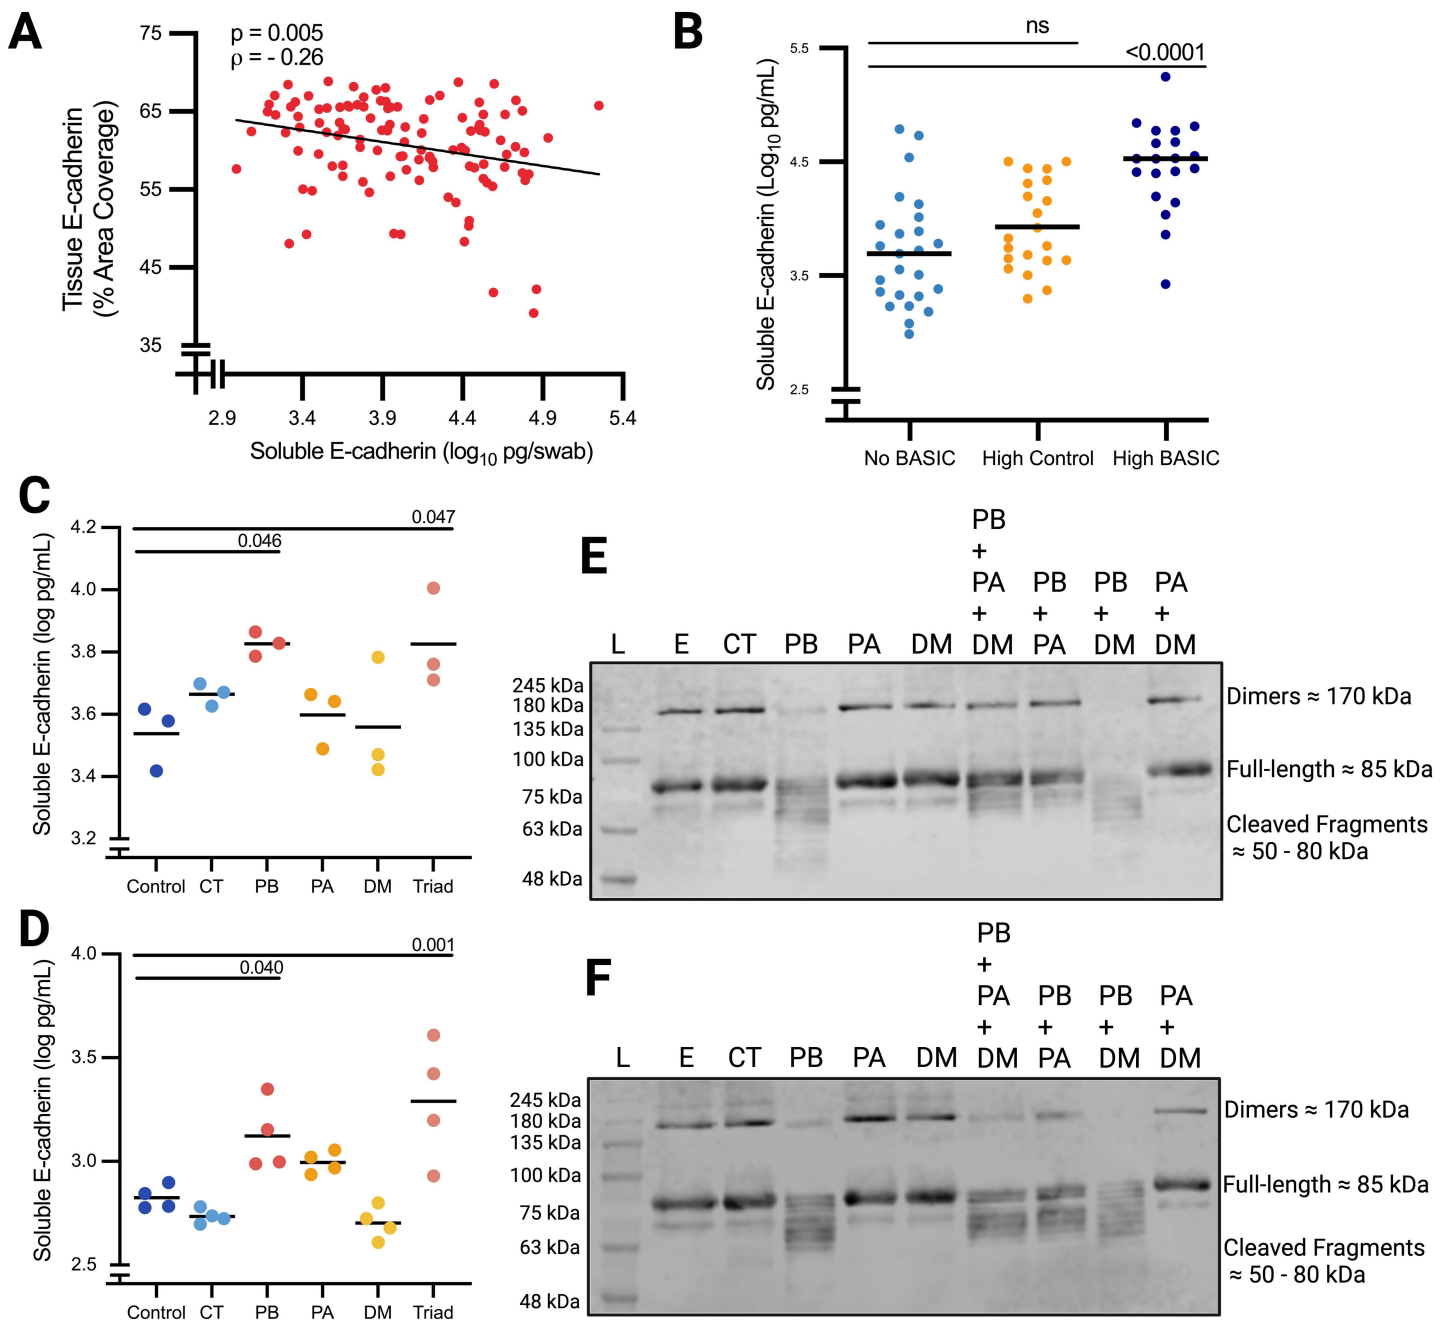 A
p = 0.005
ρ = - 0.26
Tissue E-cadherin
(% Area Coverage)
75
65
55
45
35
2.9 3.4 3.9 4.4 4.9 5.4
Soluble E-cadherin (log10 pg/swab)
B
ns
<0.0001
Soluble E-cadherin (Log10 pg/mL)
5.5
4.5
3.5
2.5
No BASIC High Control High BASIC
C
0.047
0.046
Soluble E-cadherin (log pg/mL)
4.2
4.0
3.8
3.6
3.4
3.2
Control CT PB PA DM Triad
D
0.001
0.040
Soluble E-cadherin (log pg/mL)
4.0
3.5
3.0
2.5
Control CT PB PA DM Triad
E
PB
+
PA PB PB PA
+ + + +
L E CT PB PA DM DM PA DM DM
245 kDa
180 kDa
135 kDa
100 kDa
75 kDa
63 kDa
48 kDa
Dimers ≈ 170 kDa
Full-length ≈ 85 kDa
Cleaved Fragments
≈ 50 - 80 kDa
F
PB
+
PA PB PB PA
+ + + +
L E CT PB PA DM DM PA DM DM
245 kDa
180 kDa
135 kDa
100 kDa
75 kDa
63 kDa
48 kDa
Dimers ≈ 170 kDa
Full-length ≈ 85 kDa
Cleaved Fragments
≈ 50 - 80 kDa